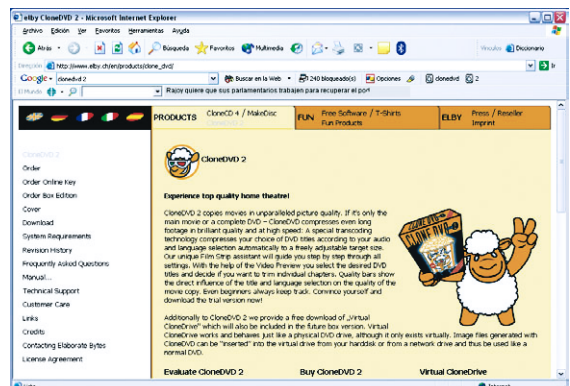 elby CloneDVD 2 - Microsoft Internet Explorer
Archivo Edición Ver Favoritos Herramientas Ayuda
Atrás Búsqueda Favoritos Multimedia Vínculos Diccionario
Dirección http://www.elby.ch/en/products/clone_dvd/ Ir
Google clonedvd 2 Buscar en la Web 240 bloqueado(s) Opciones clonedvd 2
El Mundo Rajoy quiere que sus parlamentarios trabajen para recuperar el por
PRODUCTS CloneCD 4 / MakeDisc FUN Free Software / T-Shirts ELBY Press / Reseller
Fun Products Imprint
CloneDVD 2
CloneDVD 2
Order
Order Online Key
Order Box Edition
Cover
Download
System Requirements
Revision History
Frequently Asked Questions
Manual...
Technical Support
Customer Care
Links
Credits
Contacting Elaborate Bytes
License Agreement
Experience top quality home theatre!
CloneDVD 2 copies movies in unparalleled picture quality. If it's only the
main movie or a complete DVD – CloneDVD compresses even long
footage in brilliant quality and at high speed: A special transcoding
technology compresses your choice of DVD titles according to your audio
and language selection automatically to a freely adjustable target size.
Our unique Film Strip assistant will guide you step by step through all
settings. With the help of the Video Preview you select the desired DVD
titles and decide if you want to trim individual chapters. Quality bars show
the direct influence of the title and language selection on the quality of the
movie copy. Even beginners always keep track. Convince yourself and
download the trial version now!
CLONE DVD 2
Additionally to CloneDVD 2 we provide a free download of „Virtual
CloneDrive" which will also be included in the future box version. Virtual
CloneDrive works and behaves just like a physical DVD drive, although it only exists virtually. Image files generated with
CloneDVD can be "inserted" into the virtual drive from your harddisk or from a network drive and thus be used like a
normal DVD.
Evaluate CloneDVD 2 Buy CloneDVD 2 Virtual CloneDrive